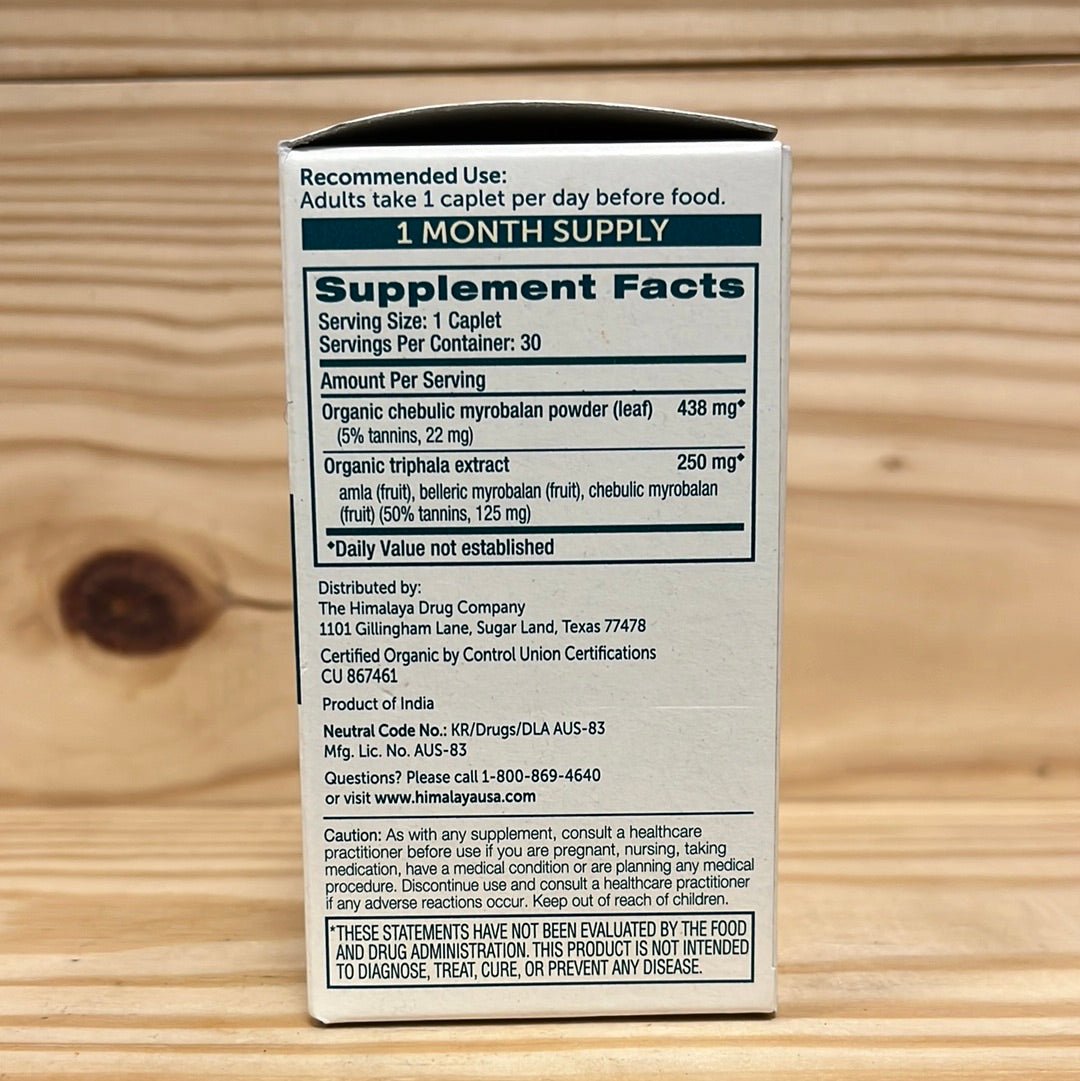 Recommended Use:
Adults take 1 caplet per day before food.
1 MONTH SUPPLY
Supplement Facts
Serving Size: 1 Caplet
Servings Per Container: 30
Amount Per Serving
Organic chebulic myrobalan powder (leaf) 438 mg◆
(5% tannins, 22 mg)
Organic triphala extract 250 mg◆
amla (fruit), belleric myrobalan (fruit), chebulic myrobalan
(fruit) (50% tannins, 125 mg)
◆Daily Value not established
Distributed by:
The Himalaya Drug Company
1101 Gillingham Lane, Sugar Land, Texas 77478
Certified Organic by Control Union Certifications
CU 867461
Product of India
Neutral Code No.: KR/Drugs/DLA AUS-83
Mfg. Lic. No. AUS-83
Questions? Please call 1-800-869-4640
or visit www.himalayausa.com
Caution: As with any supplement, consult a healthcare
practitioner before use if you are pregnant, nursing, taking
medication, have a medical condition or are planning any medical
procedure. Discontinue use and consult a healthcare practitioner
if any adverse reactions occur. Keep out of reach of children.
*THESE STATEMENTS HAVE NOT BEEN EVALUATED BY THE FOOD
AND DRUG ADMINISTRATION. THIS PRODUCT IS NOT INTENDED
TO DIAGNOSE, TREAT, CURE, OR PREVENT ANY DISEASE.